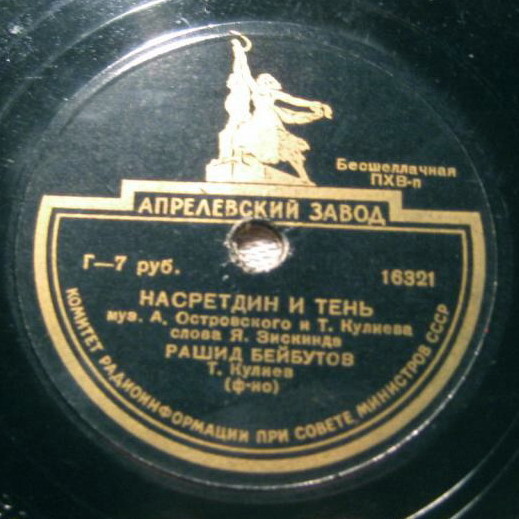 Бесшеллачная
ПХВ-п
АПРЕЛЕВСКИЙ ЗАВОД
Г—7 руб.
16321
НАСРЕТДИН И ТЕНЬ
муз. А. Островского и Т. Кулиева
слова Я. Зискинда
РАШИД БЕЙБУТОВ
Т. Кулиев
(ф-но)
КОМИТЕТ РАДИОИНФОРМАЦИИ ПРИ СОВЕТЕ МИНИСТРОВ СССР